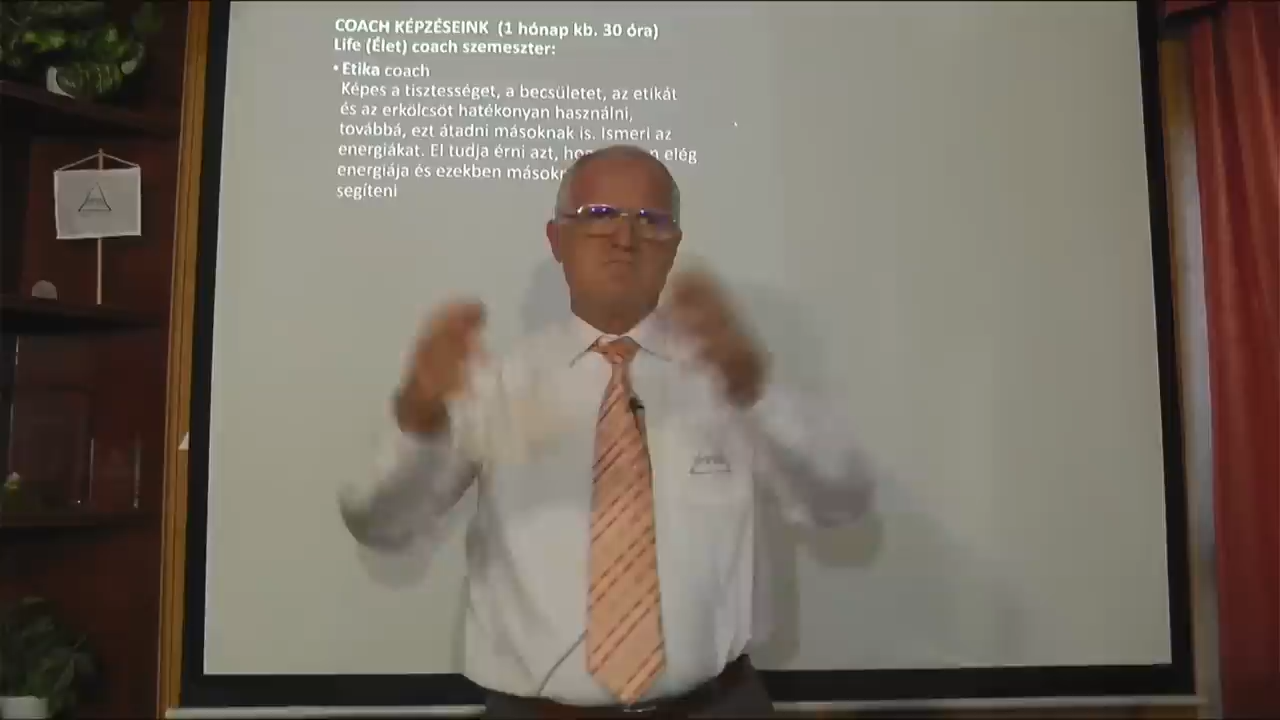 COACH KÉPZÉSEINK (1 hónap kb. 30 óra)
Life (Élet) coach szemeszter:
• Etika coach
Képes a tisztességet, a becsületet, az etikát
és az erkölcsöt hatékonyan használni,
továbbá, ezt átadni másoknak is. Ismeri az
energiákat. El tudja érni azt, elég
energiája és ezekben
segíteni